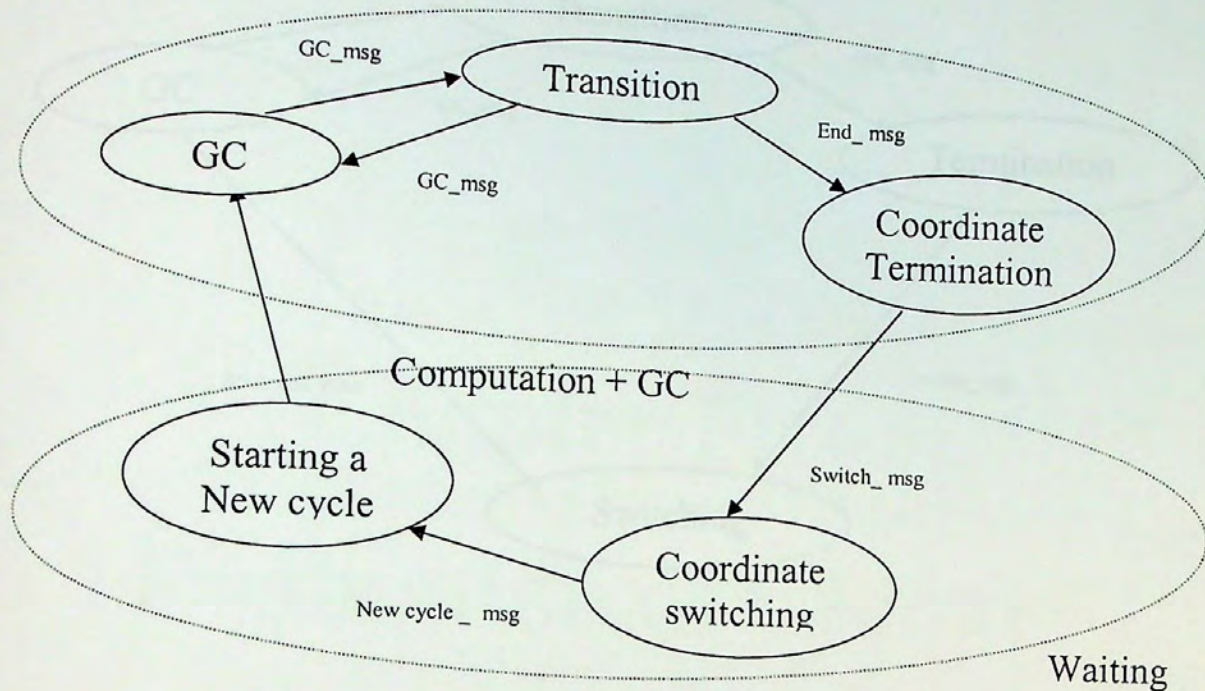 GC_msg
Transition
GC
GC_msg
End_ msg
Coordinate
Termination
Computation + GC
Starting a
New cycle
Switch_ msg
Coordinate
switching
New cycle _ msg
Waiting